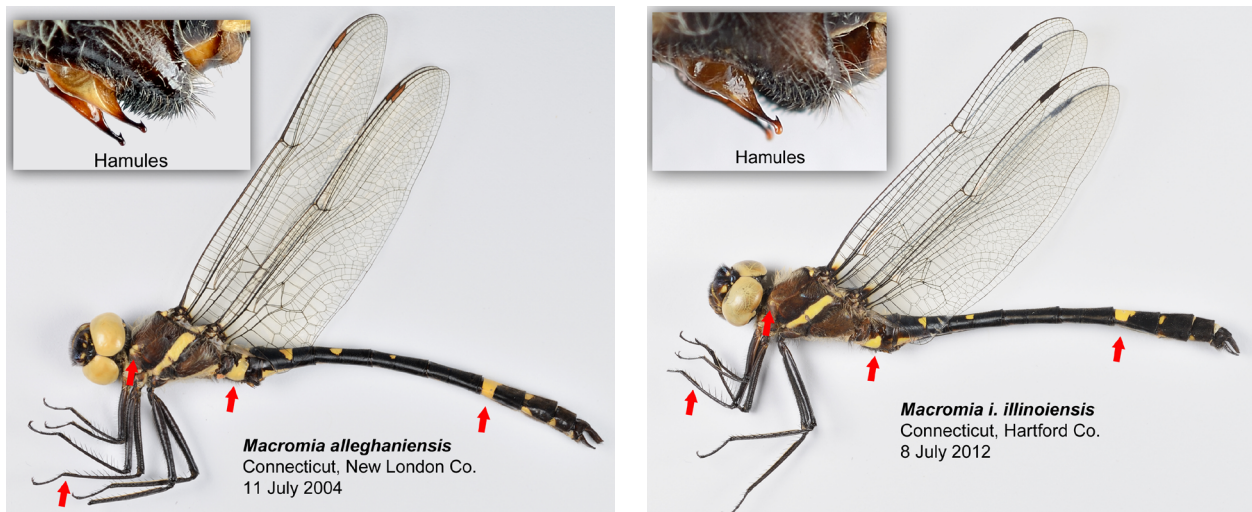 Hamules
Macromia alleghaniensis
Connecticut, New London Co.
11 July 2004
Hamules
Macromia i. illinoiensis
Connecticut, Hartford Co.
8 July 2012